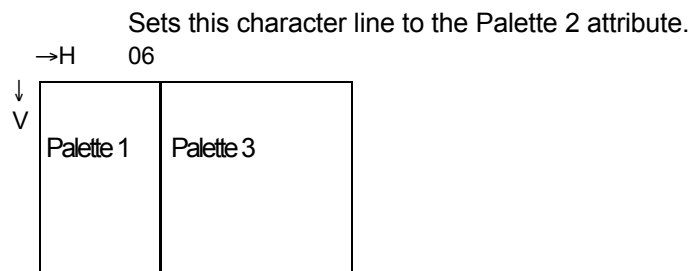 Sets this character line to the Palette 2 attribute.
→H 06
↓
V
Palette 1 Palette 3